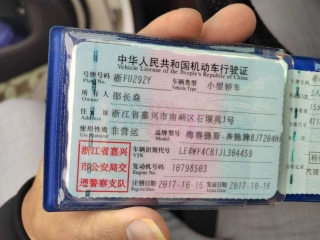 中华人民共和国机动车行驶证
Vehicle License of the People's Republic of China
号牌号码 浙FU292Y 车辆类型 小型轿车
Plate No. Vehicle Type
所有人 邵长焱
Owner
住址 浙江省嘉兴市南湖区石堰苑1号
Address
使用性质 非营运 品牌型号 梅赛德斯-奔驰牌BJ7204H
Use Character Model
浙江省嘉兴市公安局交通警察支队
车辆识别代号 LE4WF4CB1JL304459
VIN
发动机号码 10798503
Engine No.
注册日期 2017-10-16 发证日期 2017-10-16
Register Date Issue Date